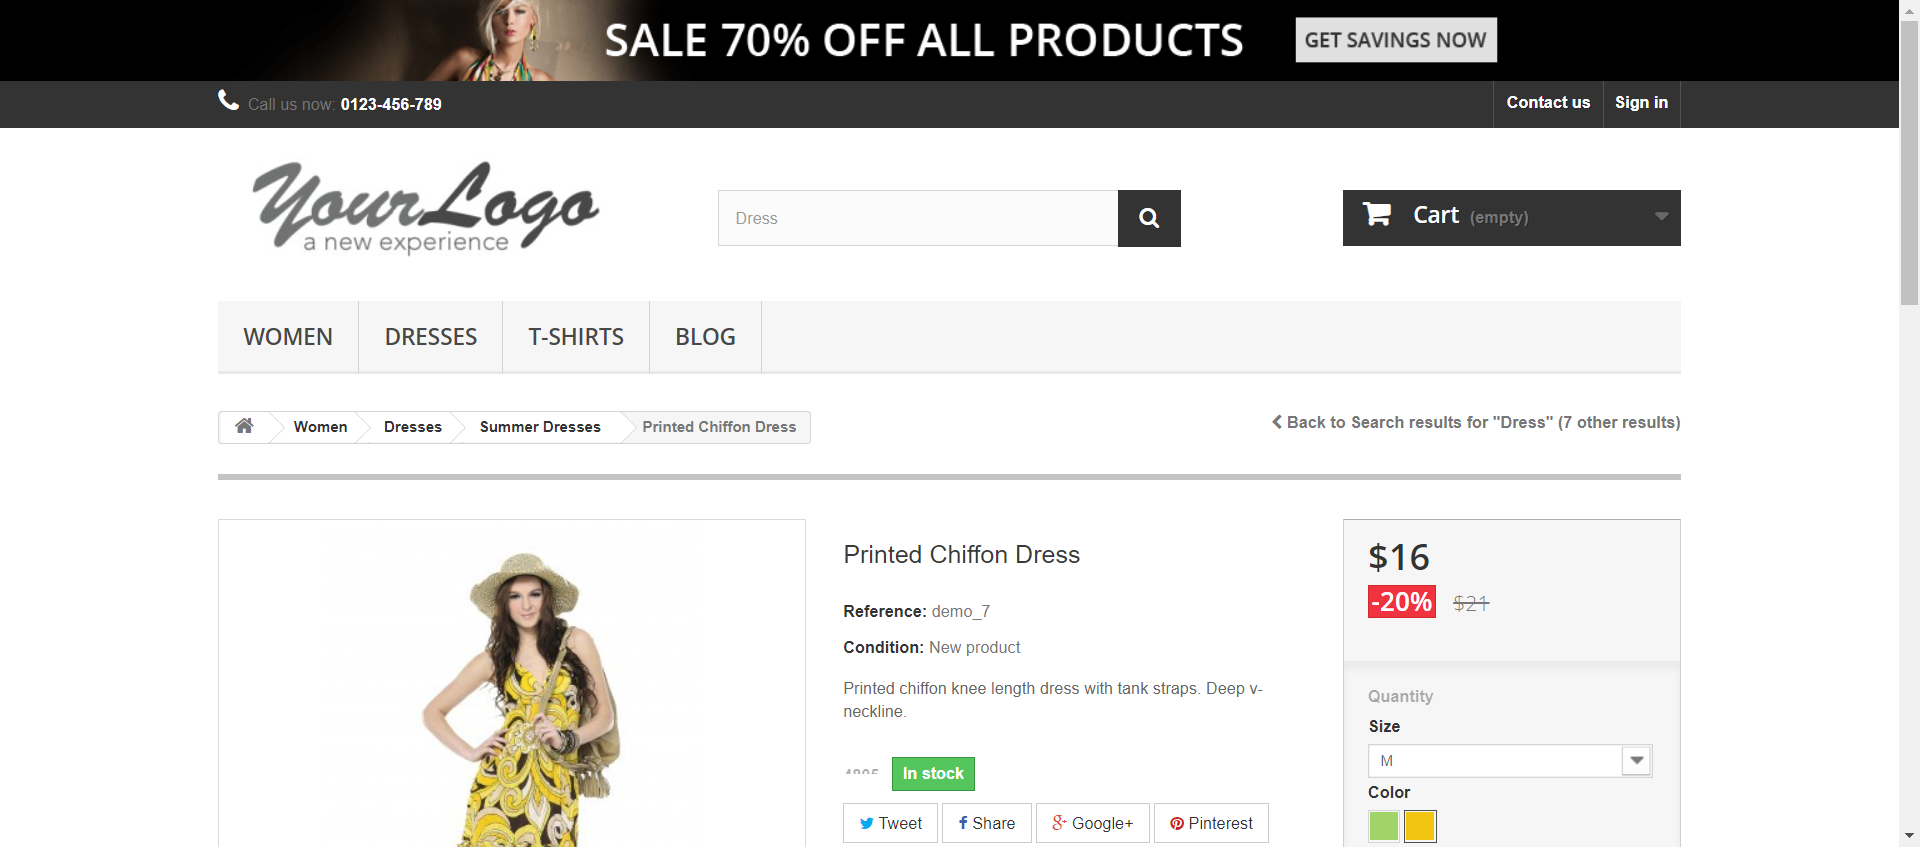 SALE 70% OFF ALL PRODUCTS
GET SAVINGS NOW
Call us now: 0123-456-789
Contact us
Sign in
YourLogo
a new experience
Dress
Cart (empty)
WOMEN
DRESSES
T-SHIRTS
BLOG
Women
Dresses
Summer Dresses
Printed Chiffon Dress
Back to Search results for "Dress" (7 other results)
Printed Chiffon Dress
Reference: demo_7
Condition: New product
Printed chiffon knee length dress with tank straps. Deep v-
neckline.
In stock
Tweet
Share
Google+
Pinterest
$16
-20% $21
Quantity
Size
M
Color